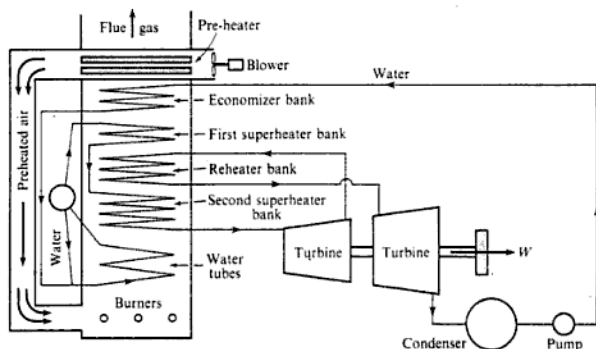 Flue gas
Pre-heater
Blower
Water
Economizer bank
First superheater bank
Reheater bank
Second superheater
bank
Preheated air
Water
Turbine
Turbine
W
Water
tubes
Burners
Condenser
Pump